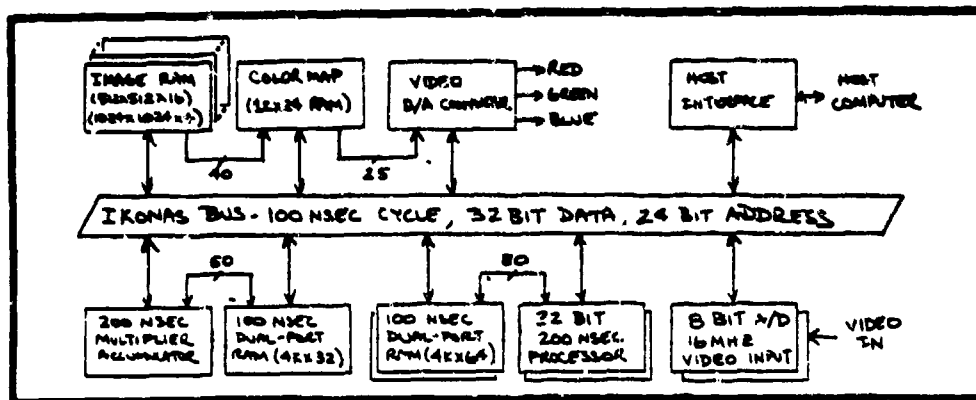 IMAGE RAM
(512x512x16)
COLOR MAP
(12x24 RAM)
VIDEO
D/A CONVERTER
RED
GREEN
BLUE
HOST
INTERFACE
HOST
COMPUTER
40
25
IKONAS BUS - 100 NSEC CYCLE, 32 BIT DATA, 24 BIT ADDRESS
60
80
200 NSEC
MULTIPLIER
ACCUMULATOR
100 NSEC
DUAL-PORT
RAM (4Kx32)
100 NSEC
DUAL-PORT
RAM (4Kx64)
32 BIT
200 NSEC.
PROCESSOR
8 BIT A/D
16 MHZ
VIDEO INPUT
VIDEO
IN